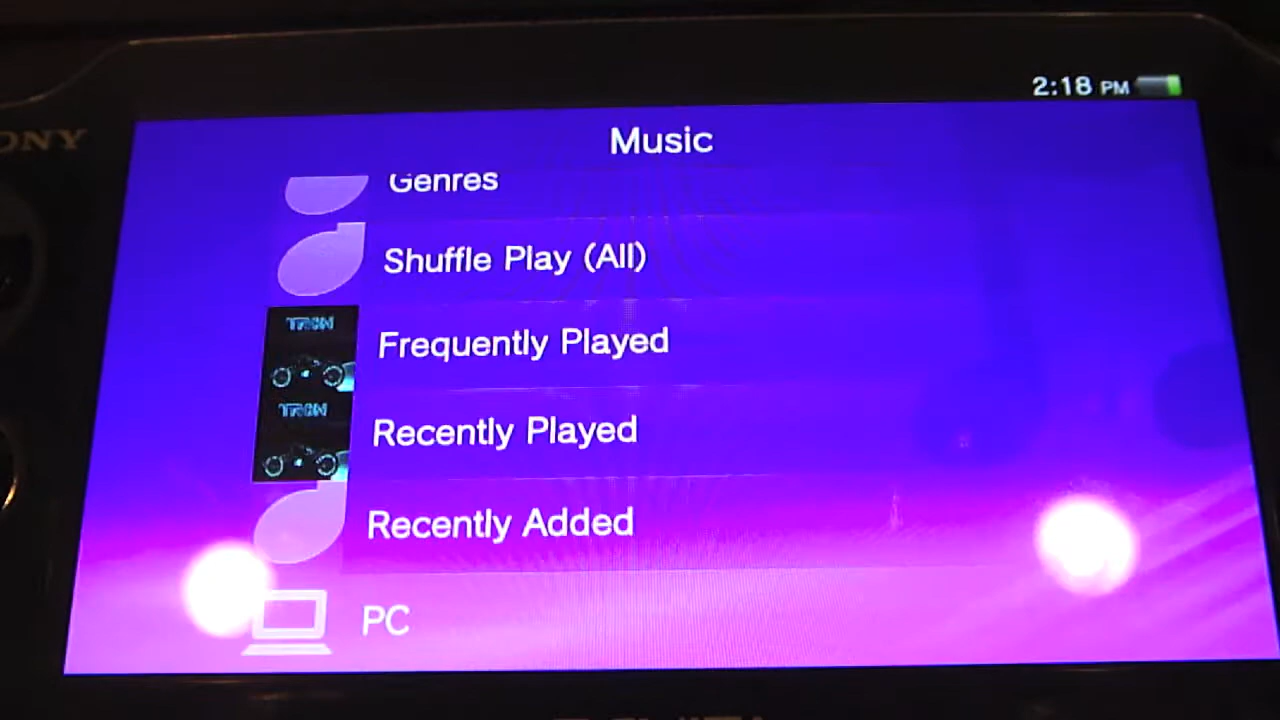 2:18 PM
SONY
Music
Genres
Shuffle Play (All)
TRON
Frequently Played
TRON
Recently Played
Recently Added
PC